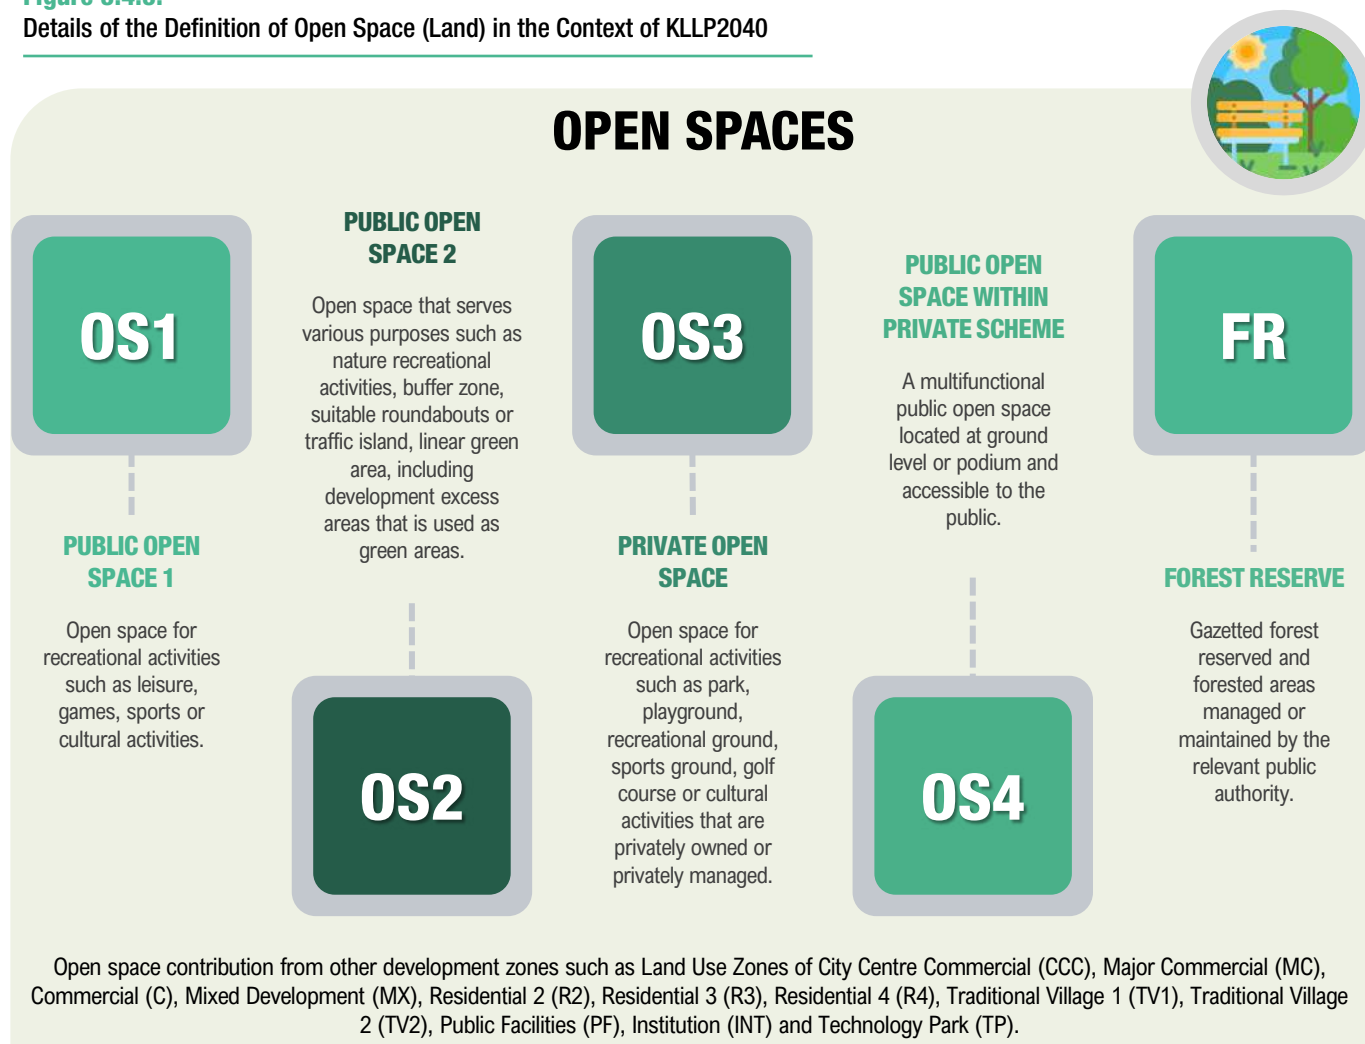 Details of the Definition of Open Space (Land) in the Context of KLLP2040
OPEN SPACES
OS1
PUBLIC OPEN
SPACE 1
Open space for
recreational activities
such as leisure,
games, sports or
cultural activities.
PUBLIC OPEN
SPACE 2
Open space that serves
various purposes such as
nature recreational
activities, buffer zone,
suitable roundabouts or
traffic island, linear green
area, including
development excess
areas that is used as
green areas.
OS2
OS3
PRIVATE OPEN
SPACE
Open space for
recreational activities
such as park,
playground,
recreational ground,
sports ground, golf
course or cultural
activities that are
privately owned or
privately managed.
PUBLIC OPEN
SPACE WITHIN
PRIVATE SCHEME
A multifunctional
public open space
located at ground
level or podium and
accessible to the
public.
OS4
FR
FOREST RESERVE
Gazetted forest
reserved and
forested areas
managed or
maintained by the
relevant public
authority.
Open space contribution from other development zones such as Land Use Zones of City Centre Commercial (CCC), Major Commercial (MC),
Commercial (C), Mixed Development (MX), Residential 2 (R2), Residential 3 (R3), Residential 4 (R4), Traditional Village 1 (TV1), Traditional Village
2 (TV2), Public Facilities (PF), Institution (INT) and Technology Park (TP).